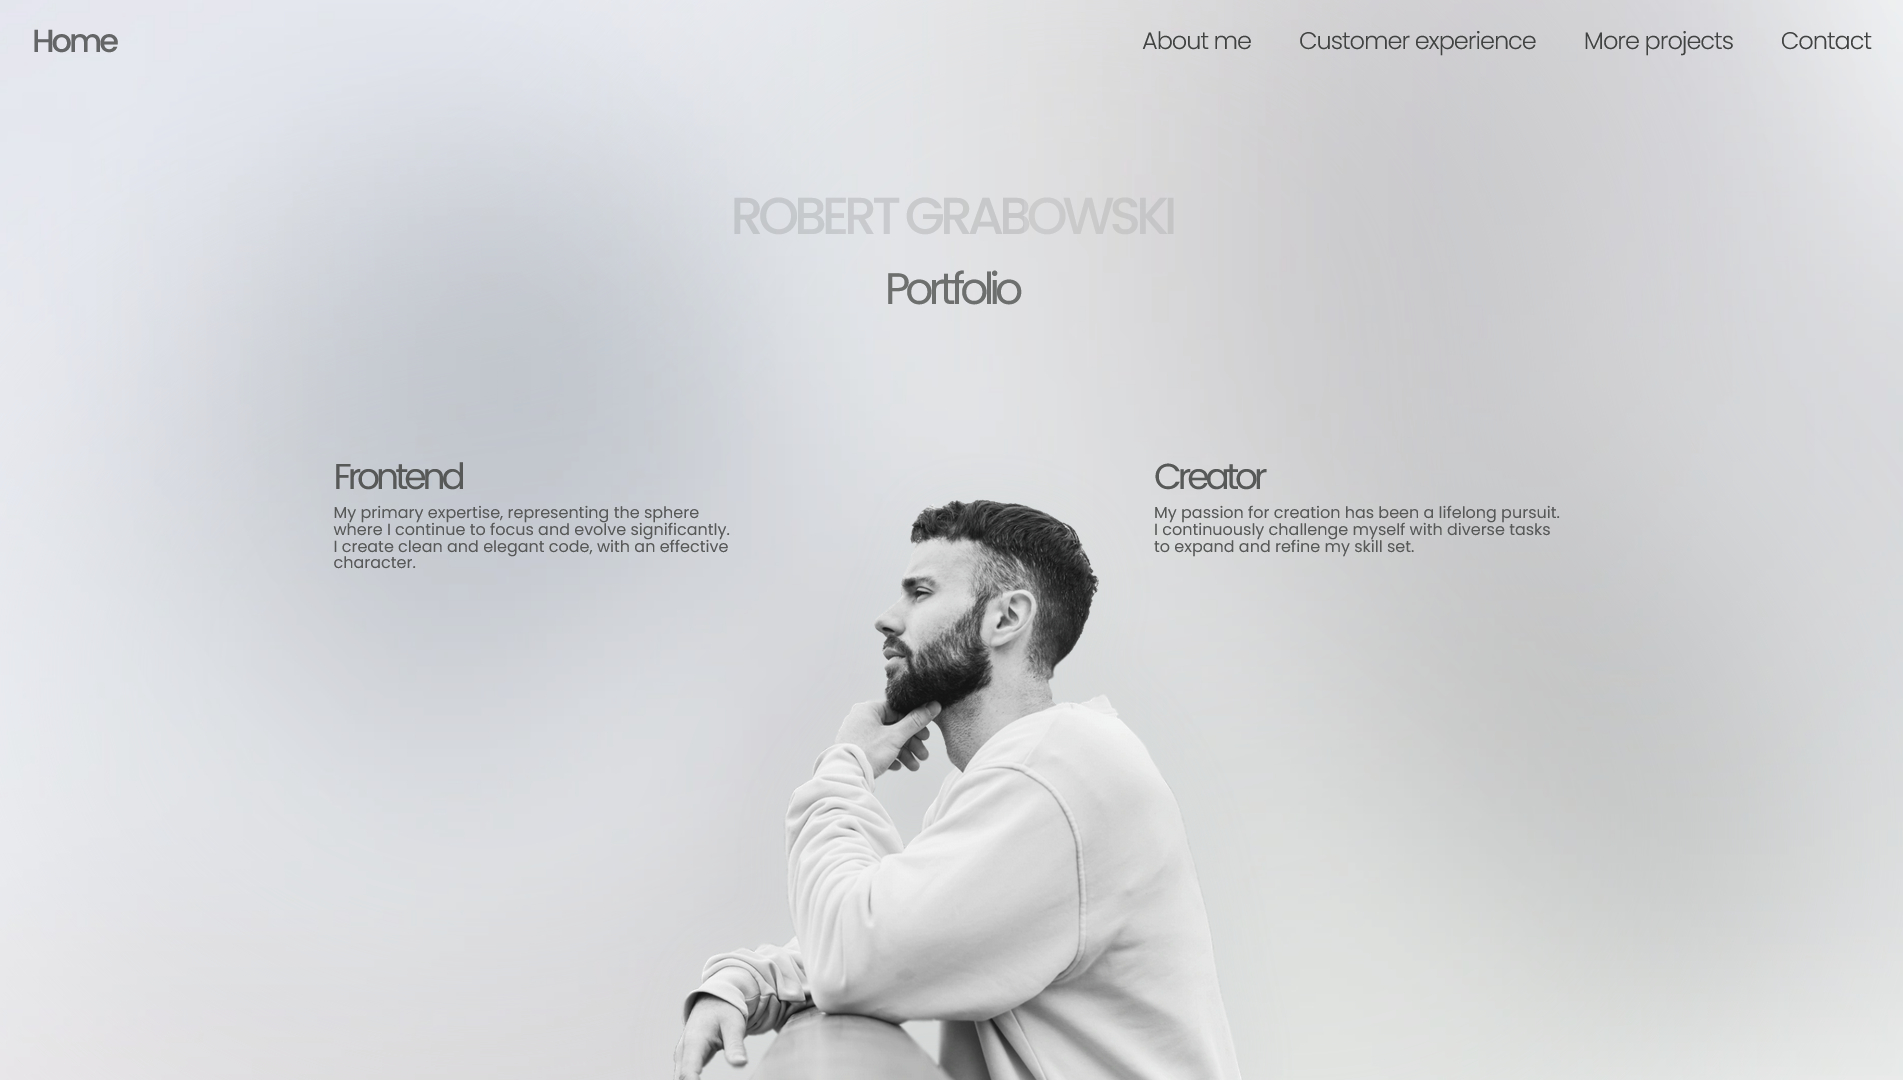 Home
About me
Customer experience
More projects
Contact
ROBERT GRABOWSKI
Portfolio
Frontend
My primary expertise, representing the sphere
where I continue to focus and evolve significantly.
I create clean and elegant code, with an effective
character.
Creator
My passion for creation has been a lifelong pursuit.
I continuously challenge myself with diverse tasks
to expand and refine my skill set.